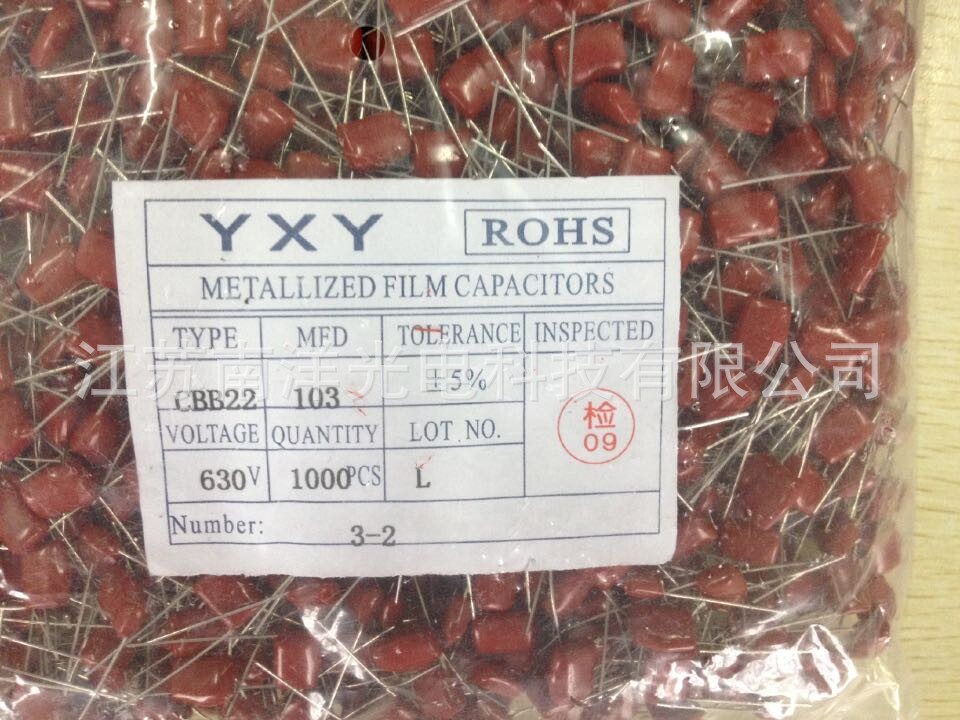 YXY ROHS
METALLIZED FILM CAPACITORS
TYPE MFD TOLERANCE INSPECTED
江苏南洋光电科技有限公司
CBB22 103 ±5%
检
09
VOLTAGE QUANTITY LOT NO.
630V 1000PCS L
Number: 3-2